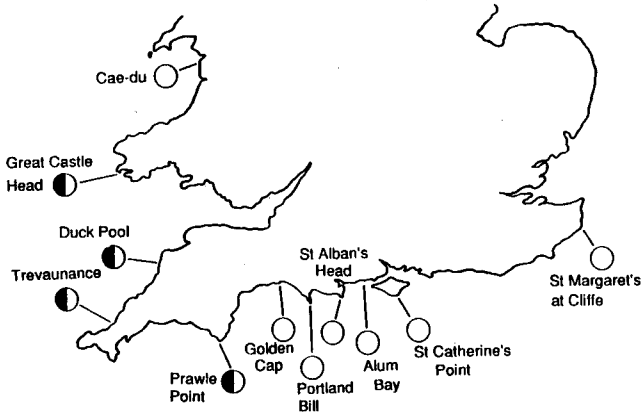 Cae-du
Great Castle
Head
Duck Pool
Trevaunance
St Alban's
Head
St Margaret's
at Cliffe
Golden
Cap
St Catherine's
Point
Alum
Bay
Prawle
Point
Portland
Bill